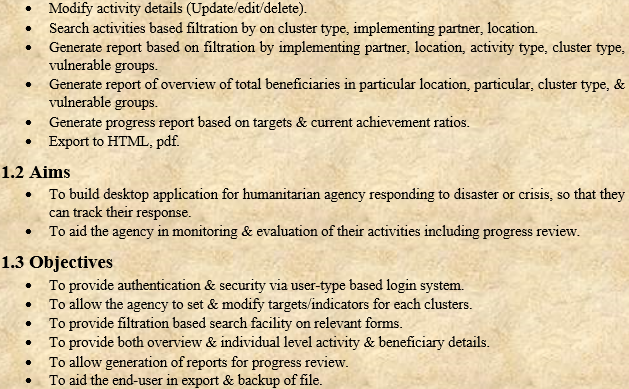 • Modify activity details (Update/edit/delete).
• Search activities based filtration by on cluster type, implementing partner, location.
• Generate report based on filtration by implementing partner, location, activity type, cluster type,
vulnerable groups.
• Generate report of overview of total beneficiaries in particular location, particular, cluster type, &
vulnerable groups.
• Generate progress report based on targets & current achievement ratios.
• Export to HTML, pdf.
1.2 Aims
• To build desktop application for humanitarian agency responding to disaster or crisis, so that they
can track their response.
• To aid the agency in monitoring & evaluation of their activities including progress review.
1.3 Objectives
• To provide authentication & security via user-type based login system.
• To allow the agency to set & modify targets/indicators for each clusters.
• To provide filtration based search facility on relevant forms.
• To provide both overview & individual level activity & beneficiary details.
• To allow generation of reports for progress review.
• To aid the end-user in export & backup of file.